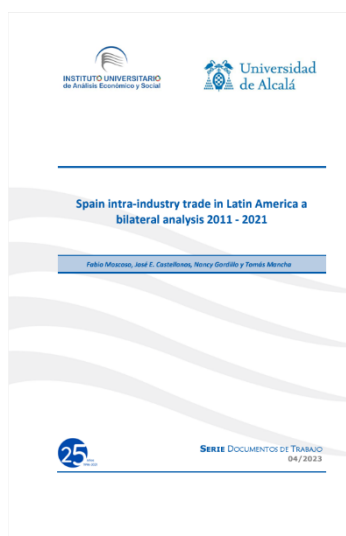 INSTITUTO UNIVERSITARIO
de Análisis Económico y Social
Universidad
de Alcalá
Spain intra-industry trade in Latin America a
bilateral analysis 2011 - 2021
Fabio Moscoso, José E. Castellanos, Nancy Gordillo y Tomás Mancha
25
SERIE DOCUMENTOS DE TRABAJO
04/2023